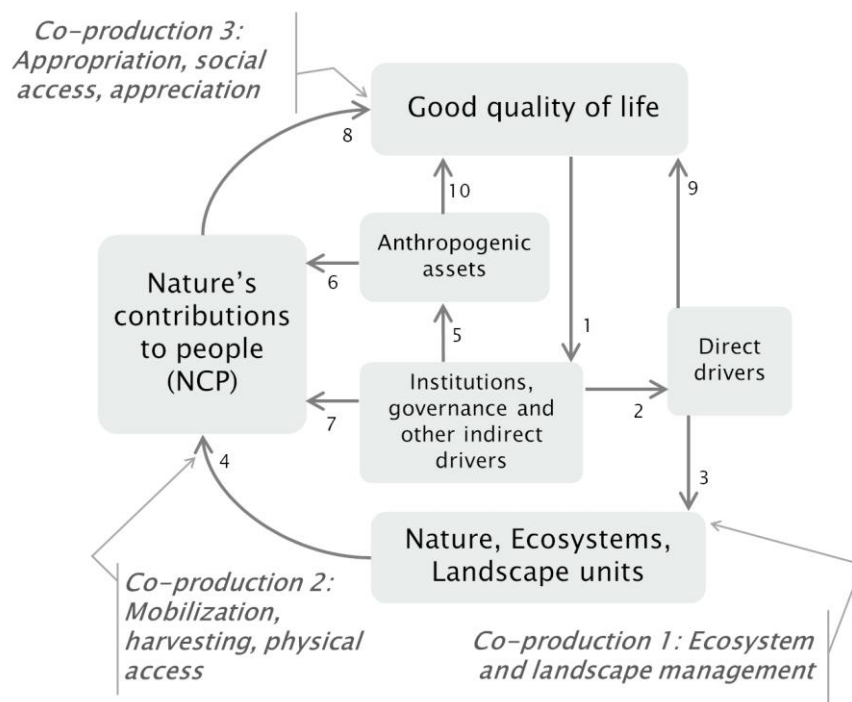 Co-production 3:
Appropriation, social
access, appreciation
Good quality of life
8
10
9
Anthropogenic
assets
6
Nature’s
contributions
to people
(NCP)
5
1
Direct
drivers
Institutions,
governance and
other indirect
drivers
7
2
4
3
Nature, Ecosystems,
Landscape units
Co-production 2:
Mobilization,
harvesting, physical
access
Co-production 1: Ecosystem
and landscape management